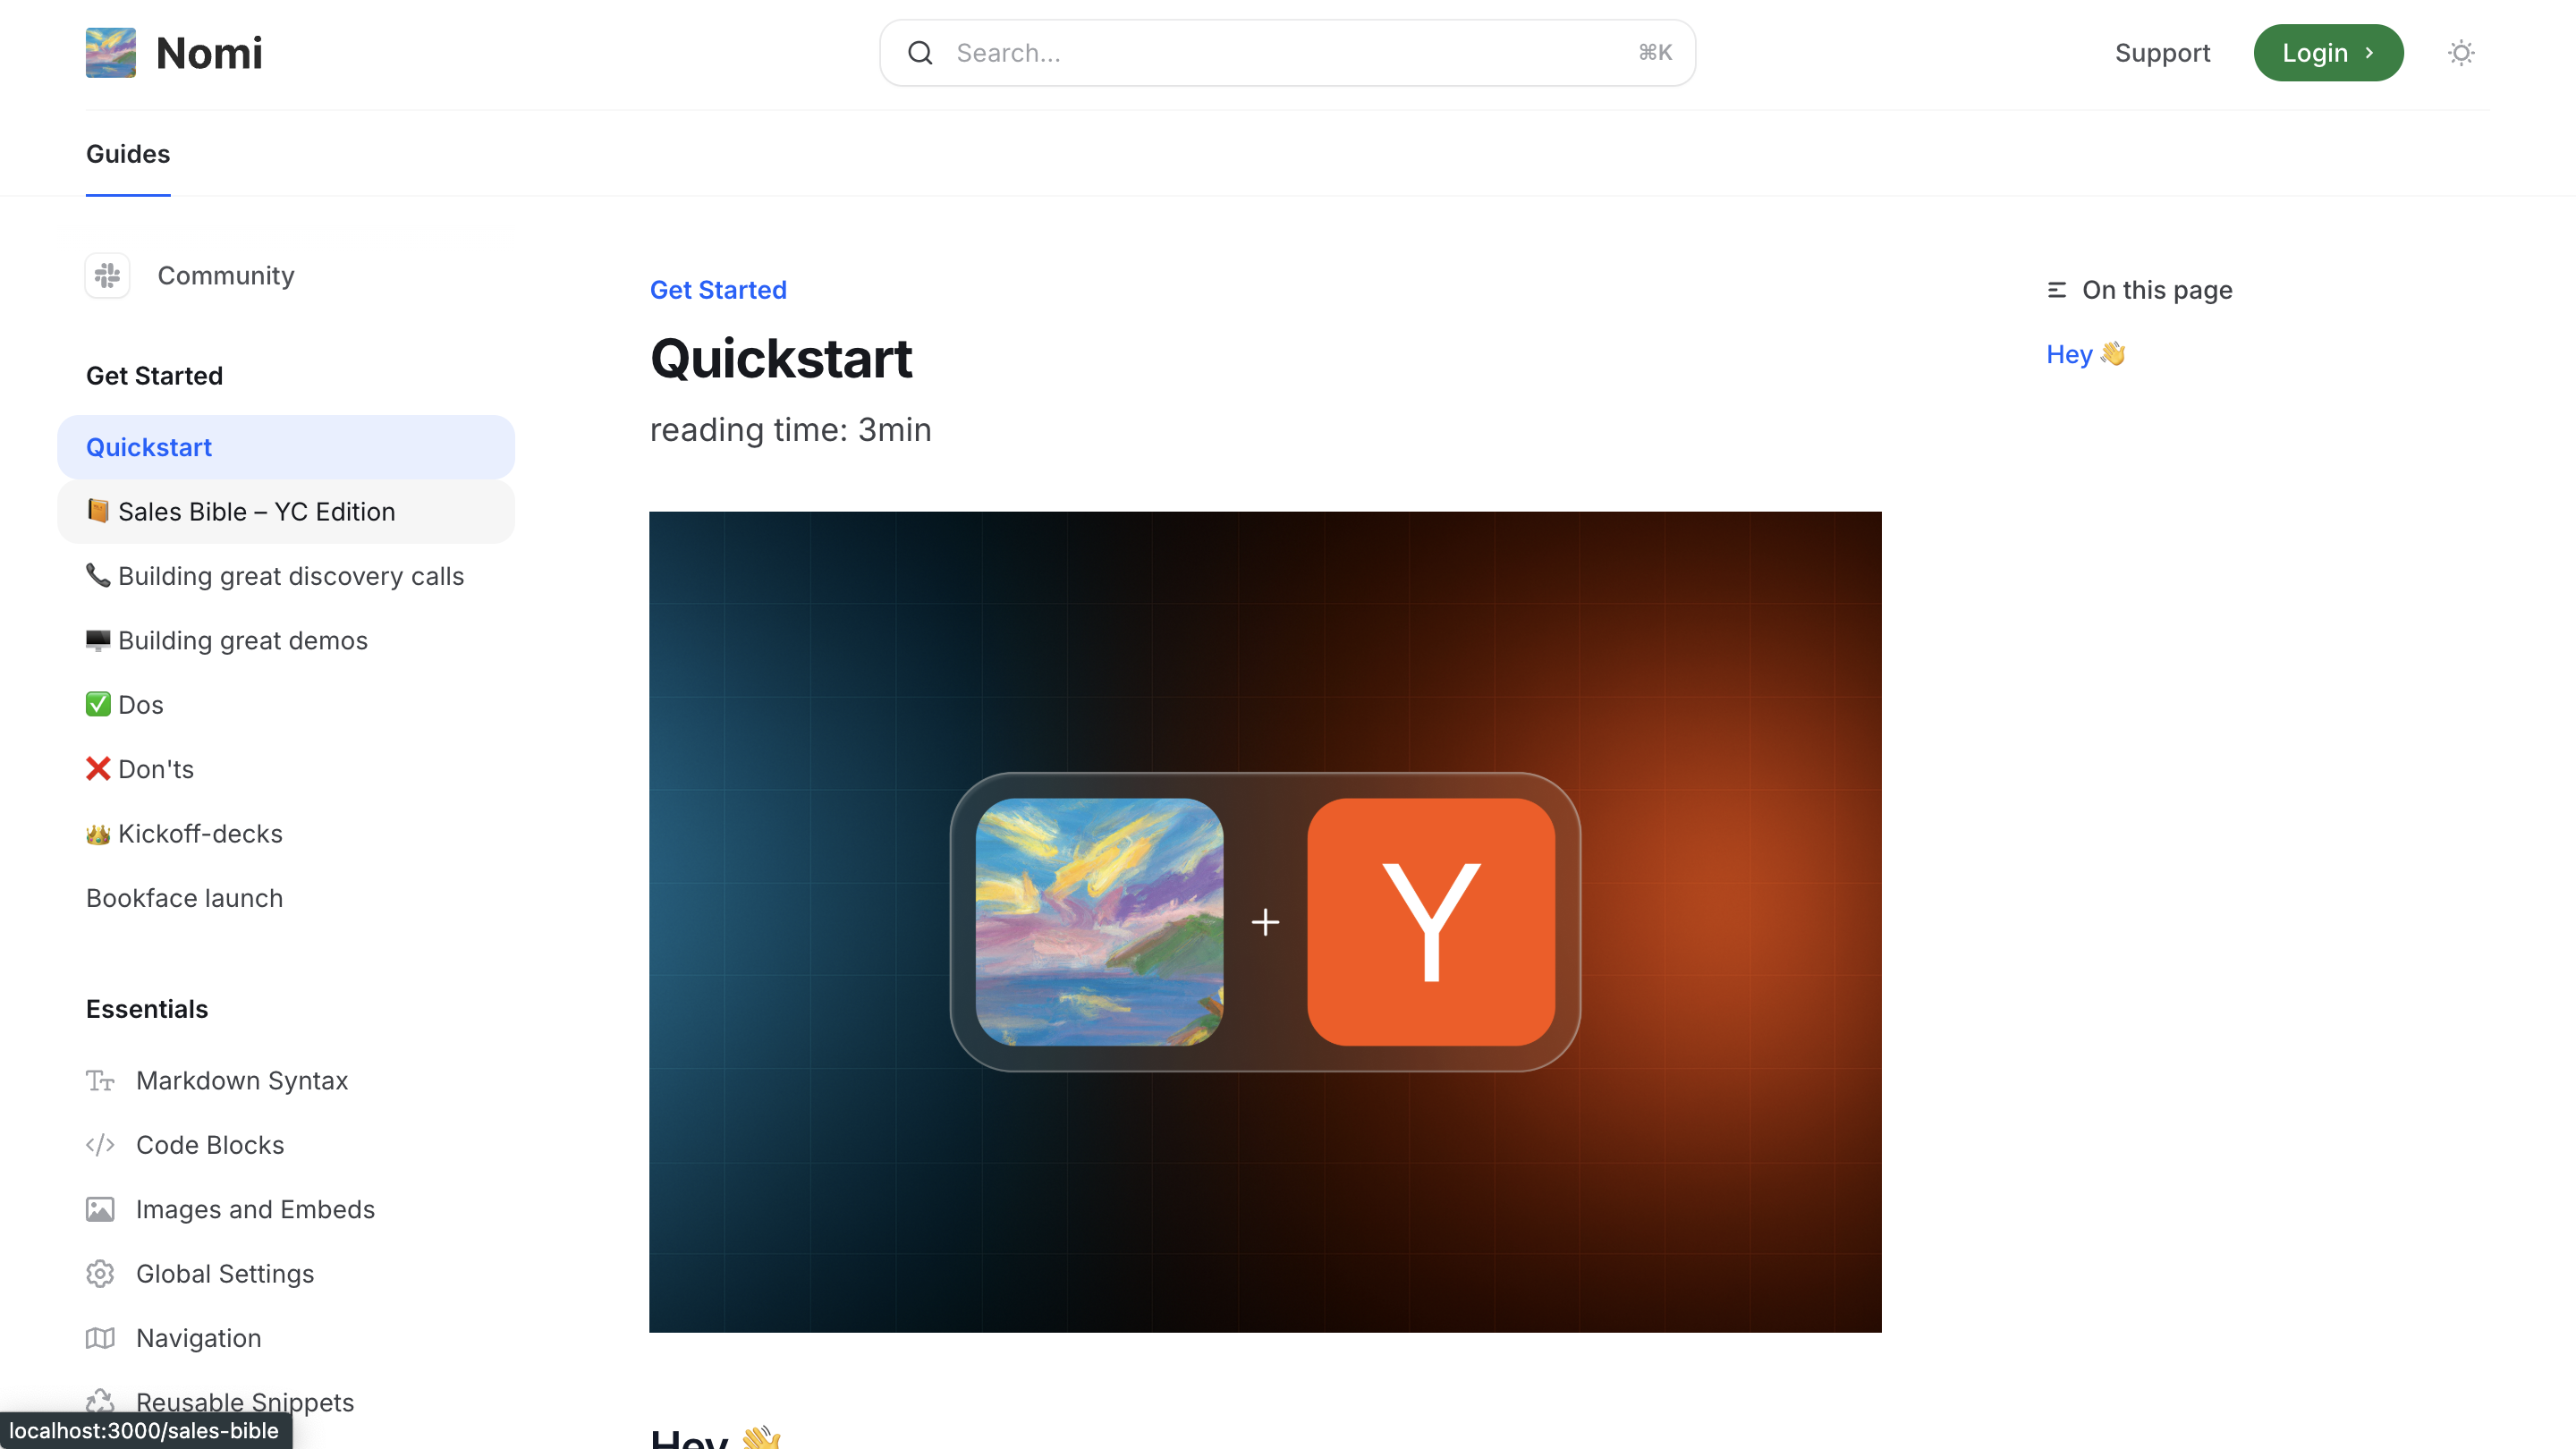 Nomi
Search...
⌘K
Support
Login
Guides
Community
Get Started
Quickstart
Sales Bible – YC Edition
Building great discovery calls
Building great demos
Dos
Don'ts
Kickoff-decks
Bookface launch
Essentials
Markdown Syntax
Code Blocks
Images and Embeds
Global Settings
Navigation
Reusable Snippets
localhost:3000/sales-bible
Get Started
Quickstart
reading time: 3min
+
Y
Hey 👋
On this page
Hey 👋